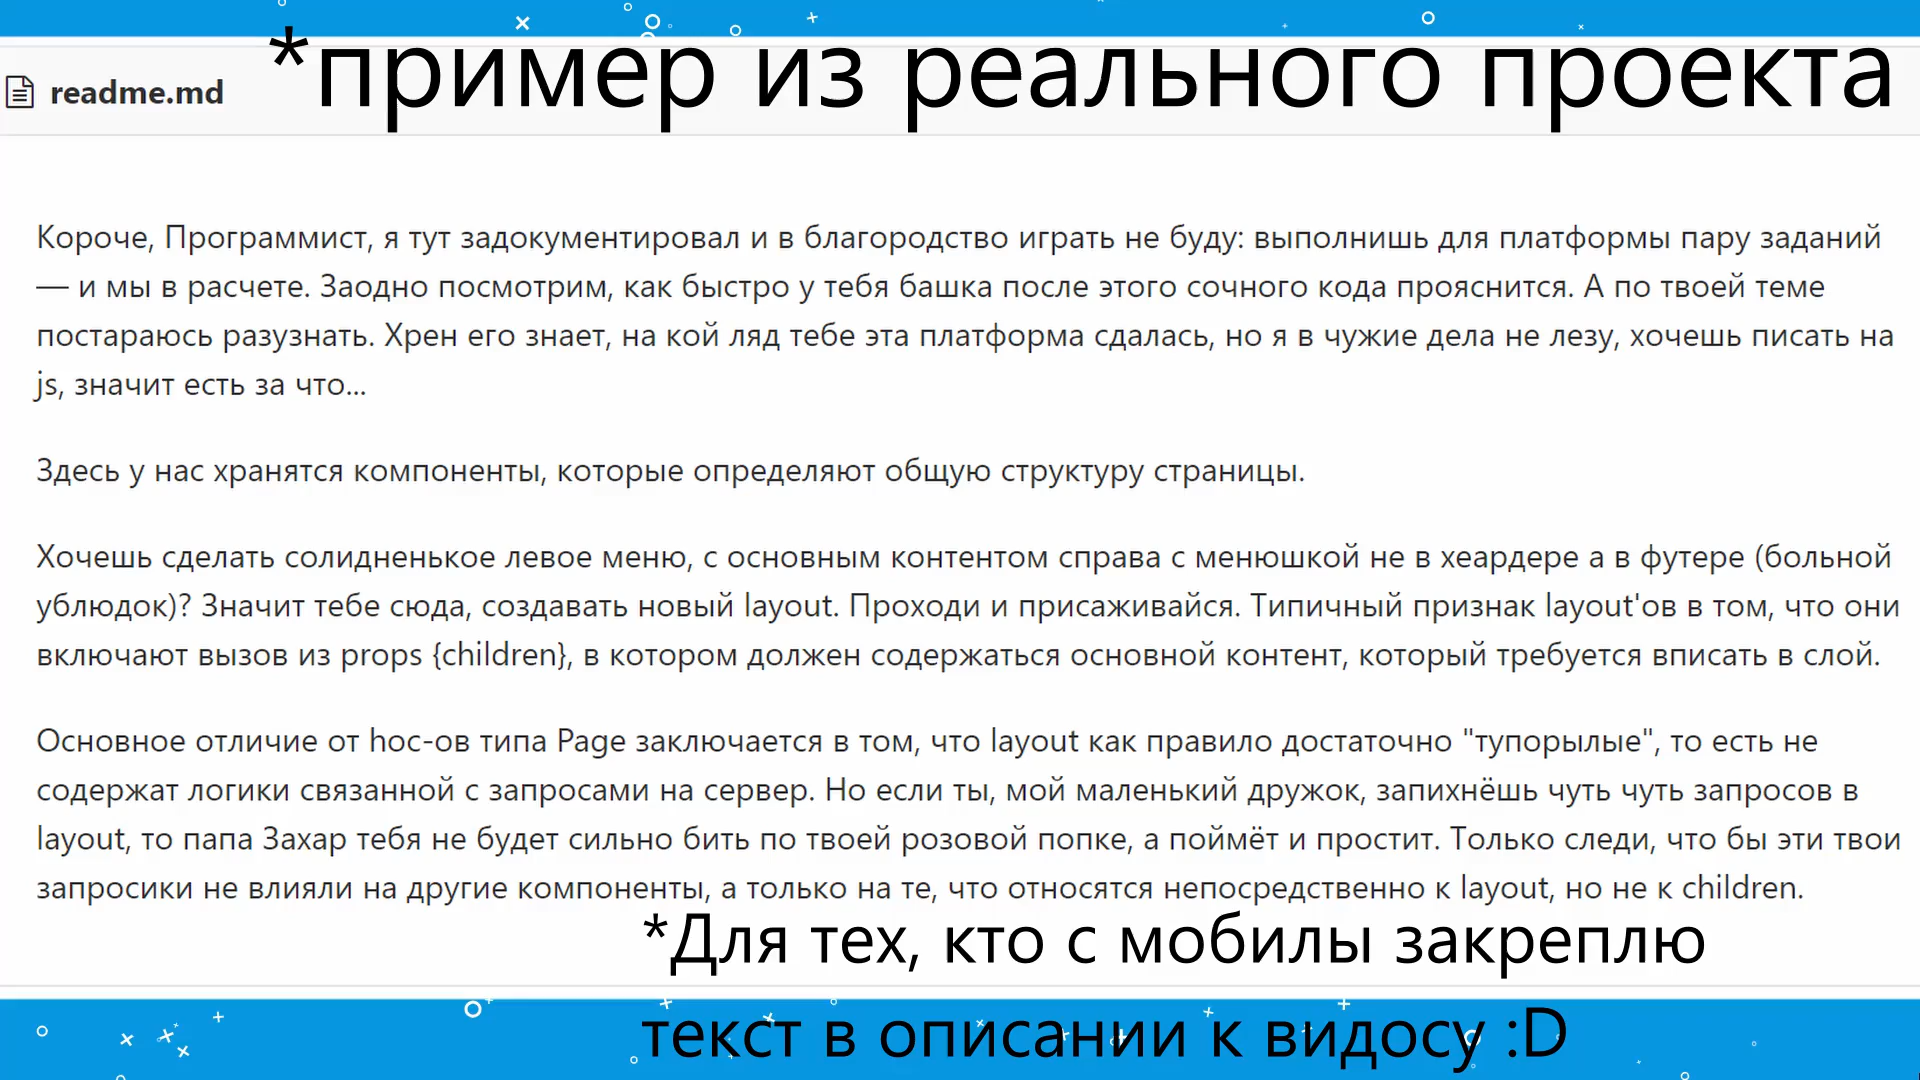 *пример из реального проекта
readme.md
Короче, Программист, я тут задокументировал и в благородство играть не буду: выполнишь для платформы пару заданий
— и мы в расчете. Заодно посмотрим, как быстро у тебя башка после этого сочного кода прояснится. А по твоей теме
постараюсь разузнать. Хрен его знает, на кой ляд тебе эта платформа сдалась, но я в чужие дела не лезу, хочешь писать на
js, значит есть за что...
Здесь у нас хранятся компоненты, которые определяют общую структуру страницы.
Хочешь сделать солидненькое левое меню, с основным контентом справа с менюшкой не в хеардере а в футере (больной
ублюдок)? Значит тебе сюда, создавать новый layout. Проходи и присаживайся. Типичный признак layout'ов в том, что они
включают вызов из props {children}, в котором должен содержаться основной контент, который требуется вписать в слой.
Основное отличие от hoc-ов типа Page заключается в том, что layout как правило достаточно "тупорылые", то есть не
содержат логики связанной с запросами на сервер. Но если ты, мой маленький дружок, запихнёшь чуть чуть запросов в
layout, то папа Захар тебя не будет сильно бить по твоей розовой попке, а поймёт и простит. Только следи, что бы эти твои
запросики не влияли на другие компоненты, а только на те, что относятся непосредственно к layout, но не к children.
*Для тех, кто с мобилы закреплю
текст в описании к видосу :D